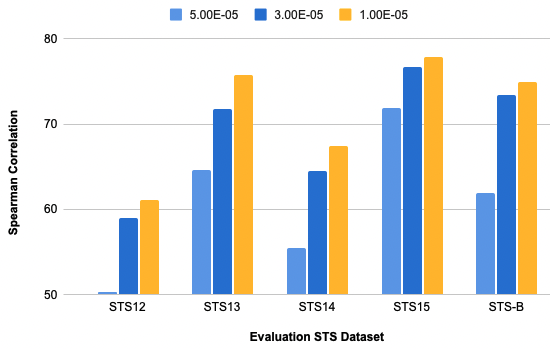 5.00E-05 3.00E-05 1.00E-05
80
70
60
50
Spearman Correlation
STS12 STS13 STS14 STS15 STS-B
Evaluation STS Dataset